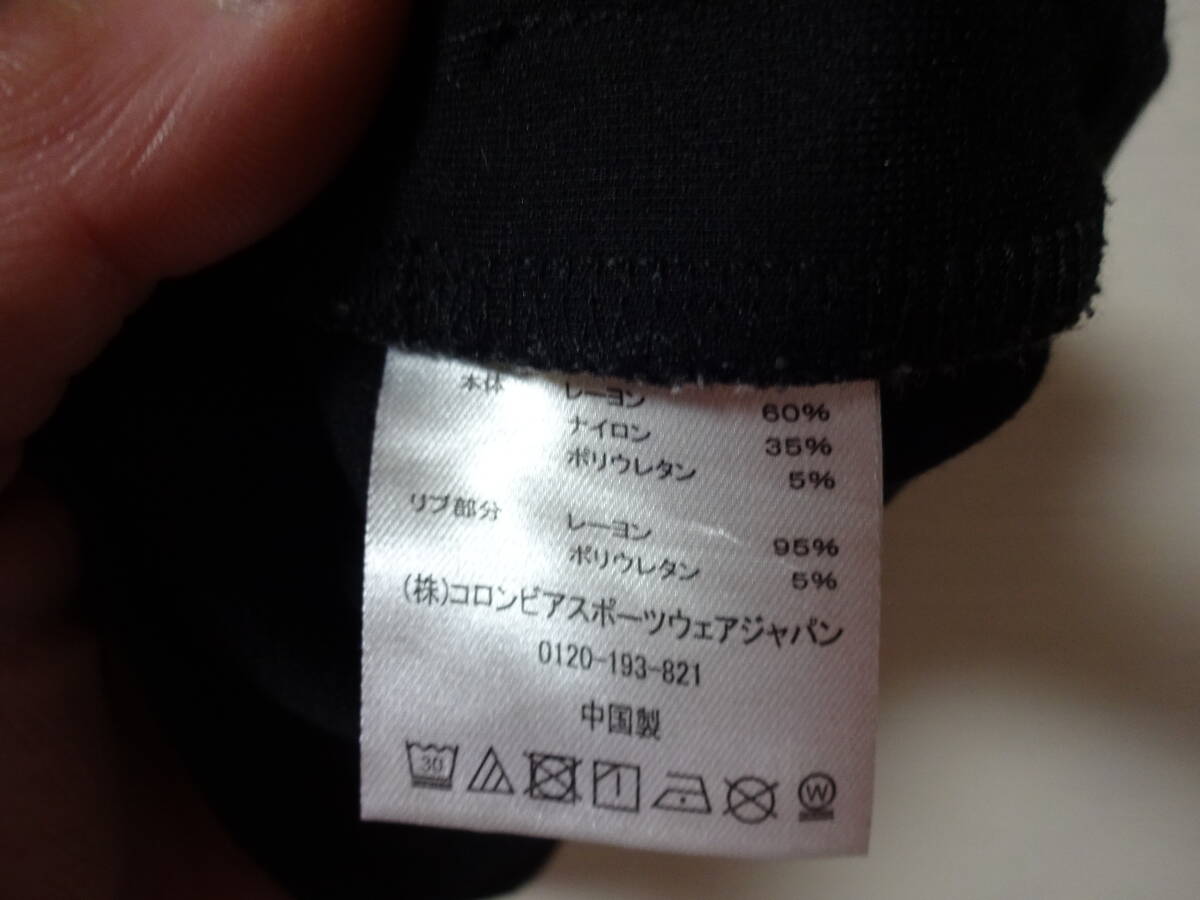 本体 レーヨン 60%
ナイロン 35%
ポリウレタン 5%
リブ部分 レーヨン 95%
ポリウレタン 5%
(株)コロンビアスポーツウェアジャパン
0120-193-821
中国製
30 W